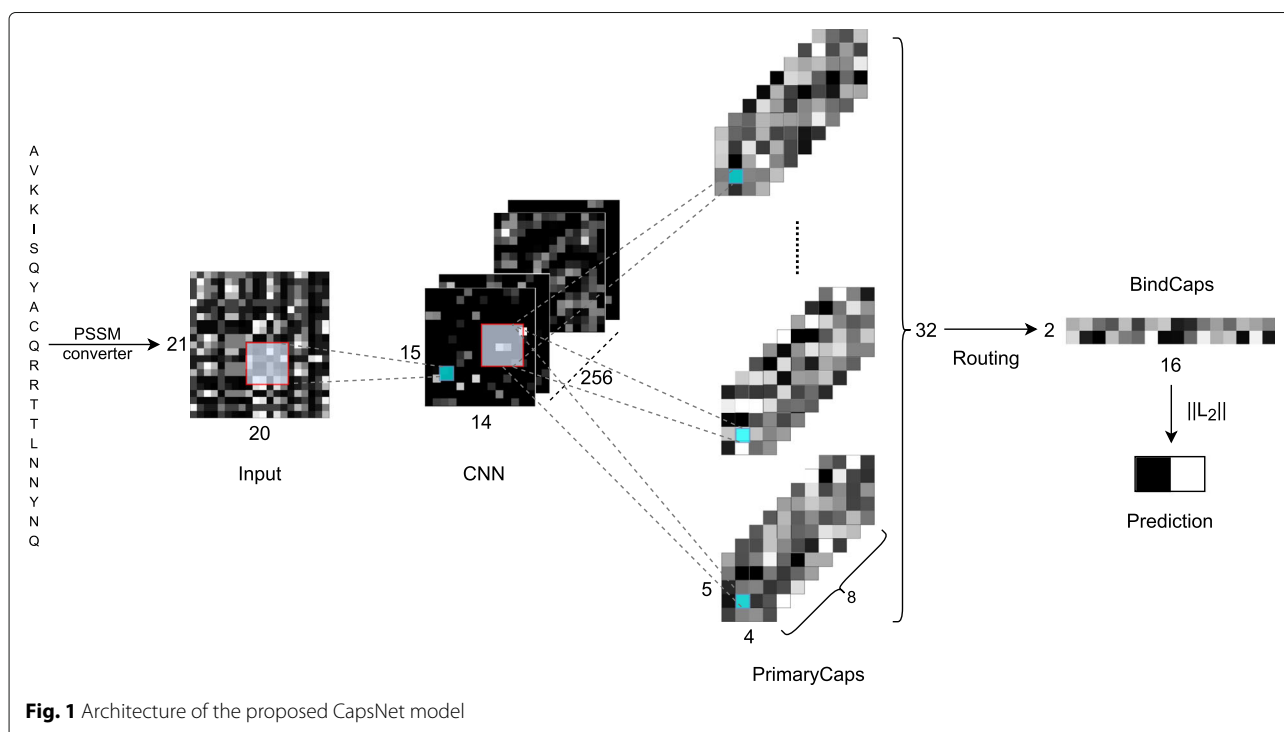 A
V
K
K
I
S
Q
Y
A
C
Q
R
R
T
T
L
N
N
Y
N
Q
PSSM
converter
21
20
Input
15
14
256
CNN
5
4
8
PrimaryCaps
32
Routing
BindCaps
2
16
||L₂||
Prediction
Fig. 1 Architecture of the proposed CapsNet model